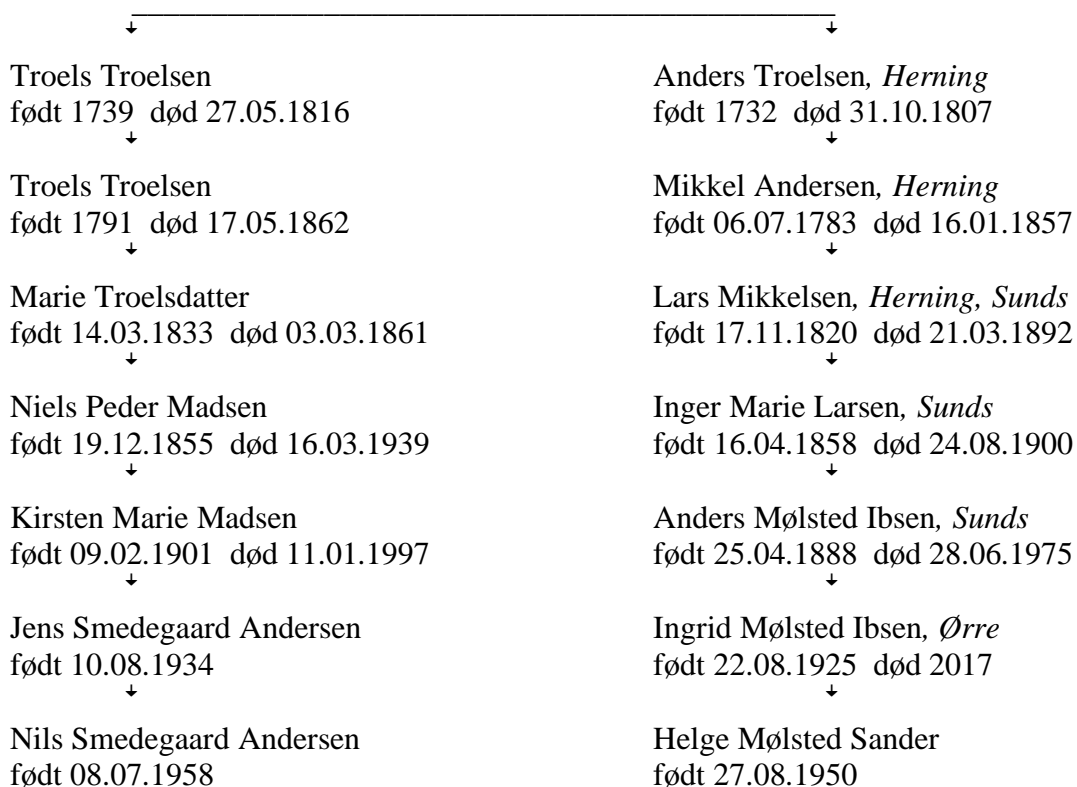 Troels Troelsen
født 1739 død 27.05.1816
Troels Troelsen
født 1791 død 17.05.1862
Marie Troelsdatter
født 14.03.1833 død 03.03.1861
Niels Peder Madsen
født 19.12.1855 død 16.03.1939
Kirsten Marie Madsen
født 09.02.1901 død 11.01.1997
Jens Smedegaard Andersen
født 10.08.1934
Nils Smedegaard Andersen
født 08.07.1958
Anders Troelsen, Herning
født 1732 død 31.10.1807
Mikkel Andersen, Herning
født 06.07.1783 død 16.01.1857
Lars Mikkelsen, Herning, Sunds
født 17.11.1820 død 21.03.1892
Inger Marie Larsen, Sunds
født 16.04.1858 død 24.08.1900
Anders Mølsted Ibsen, Sunds
født 25.04.1888 død 28.06.1975
Ingrid Mølsted Ibsen, Ørre
født 22.08.1925 død 2017
Helge Mølsted Sander
født 27.08.1950